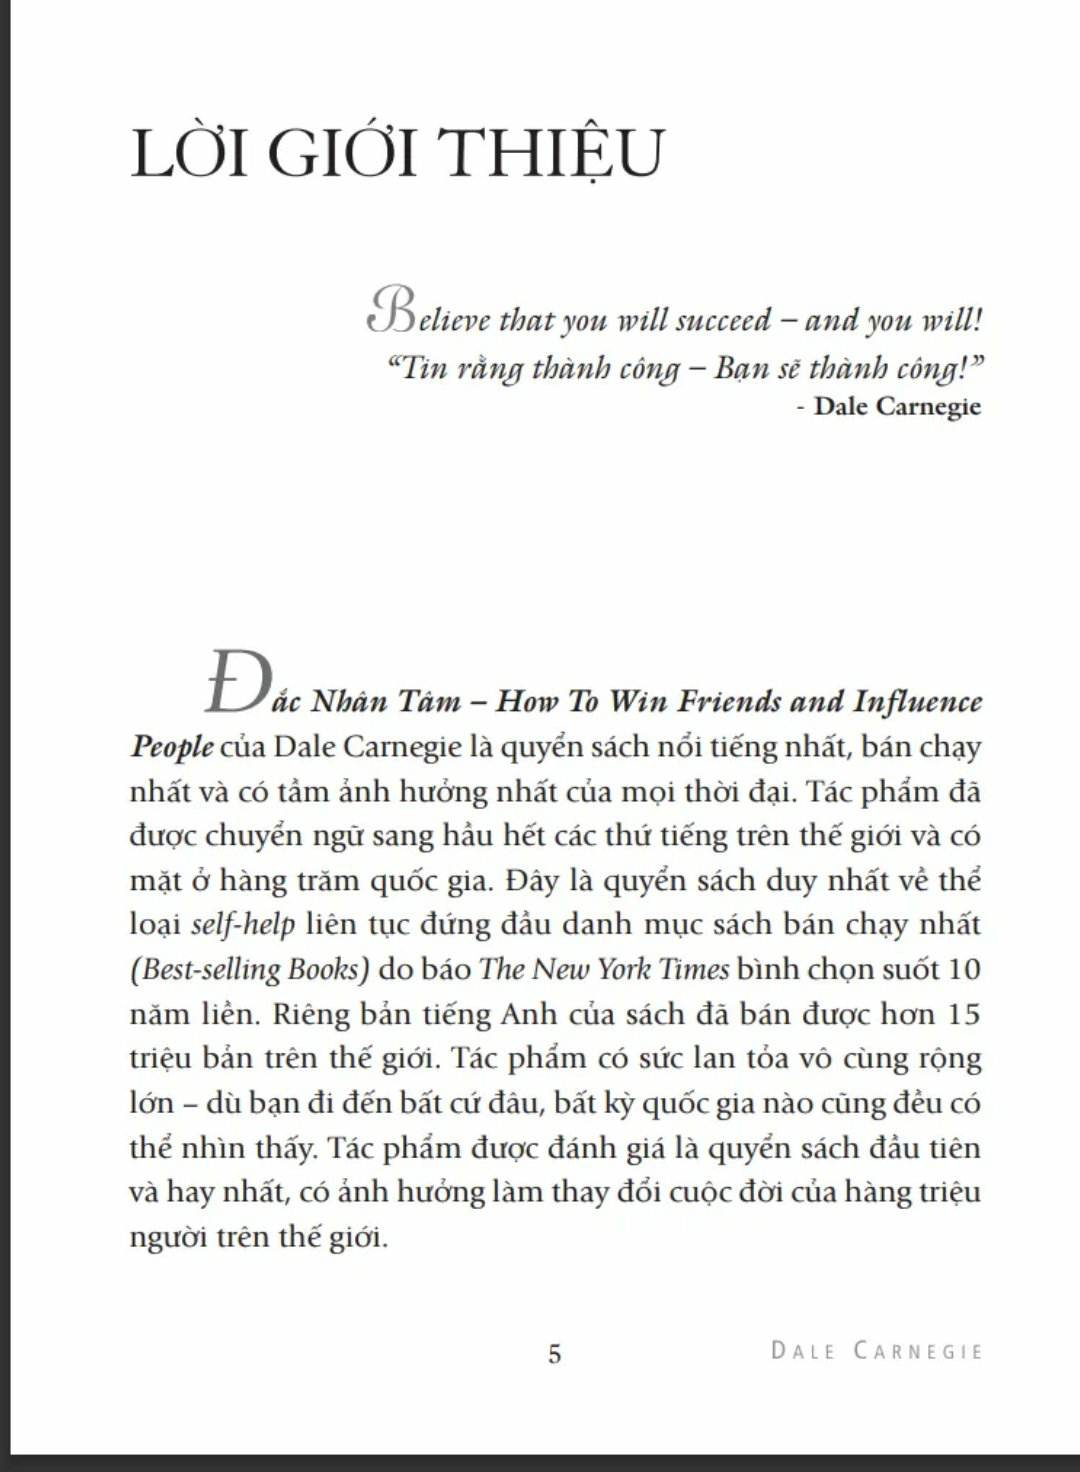 LỜI GIỚI THIỆU
Believe that you will succeed – and you will!
“Tin rằng thành công – Bạn sẽ thành công!”
- Dale Carnegie
Đắc Nhân Tâm – How To Win Friends and Influence
People của Dale Carnegie là quyển sách nổi tiếng nhất, bán chạy
nhất và có tầm ảnh hưởng nhất của mọi thời đại. Tác phẩm đã
được chuyển ngữ sang hầu hết các thứ tiếng trên thế giới và có
mặt ở hàng trăm quốc gia. Đây là quyển sách duy nhất về thể
loại self-help liên tục đứng đầu danh mục sách bán chạy nhất
(Best-selling Books) do báo The New York Times bình chọn suốt 10
năm liền. Riêng bản tiếng Anh của sách đã bán được hơn 15
triệu bản trên thế giới. Tác phẩm có sức lan tỏa vô cùng rộng
lớn – dù bạn đi đến bất cứ đâu, bất kỳ quốc gia nào cũng đều có
thể nhìn thấy. Tác phẩm được đánh giá là quyển sách đầu tiên
và hay nhất, có ảnh hưởng làm thay đổi cuộc đời của hàng triệu
người trên thế giới.
5 DALE CARNEGIE